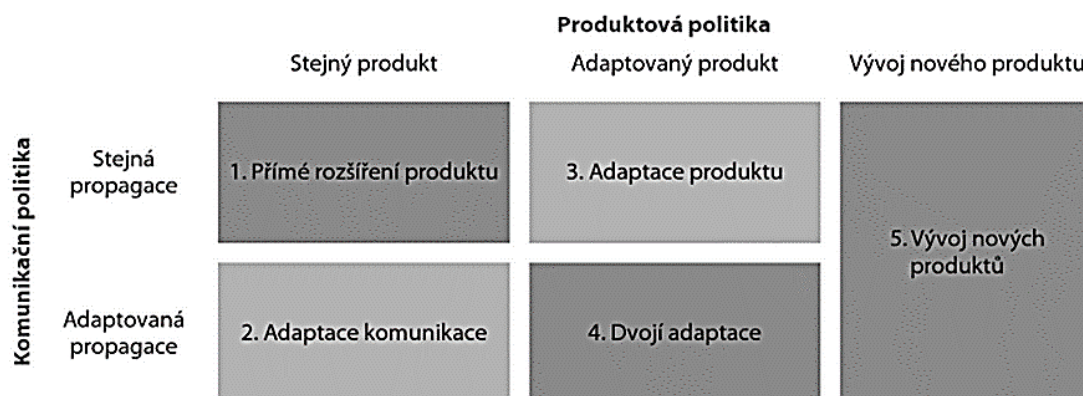 Produktová politika
Stejný produkt
Adaptovaný produkt
Vývoj nového produktu
Komunikační politika
Stejná
propagace
1. Přímé rozšíření produktu
3. Adaptace produktu
5. Vývoj nových
produktů
Adaptovaná
propagace
2. Adaptace komunikace
4. Dvojí adaptace